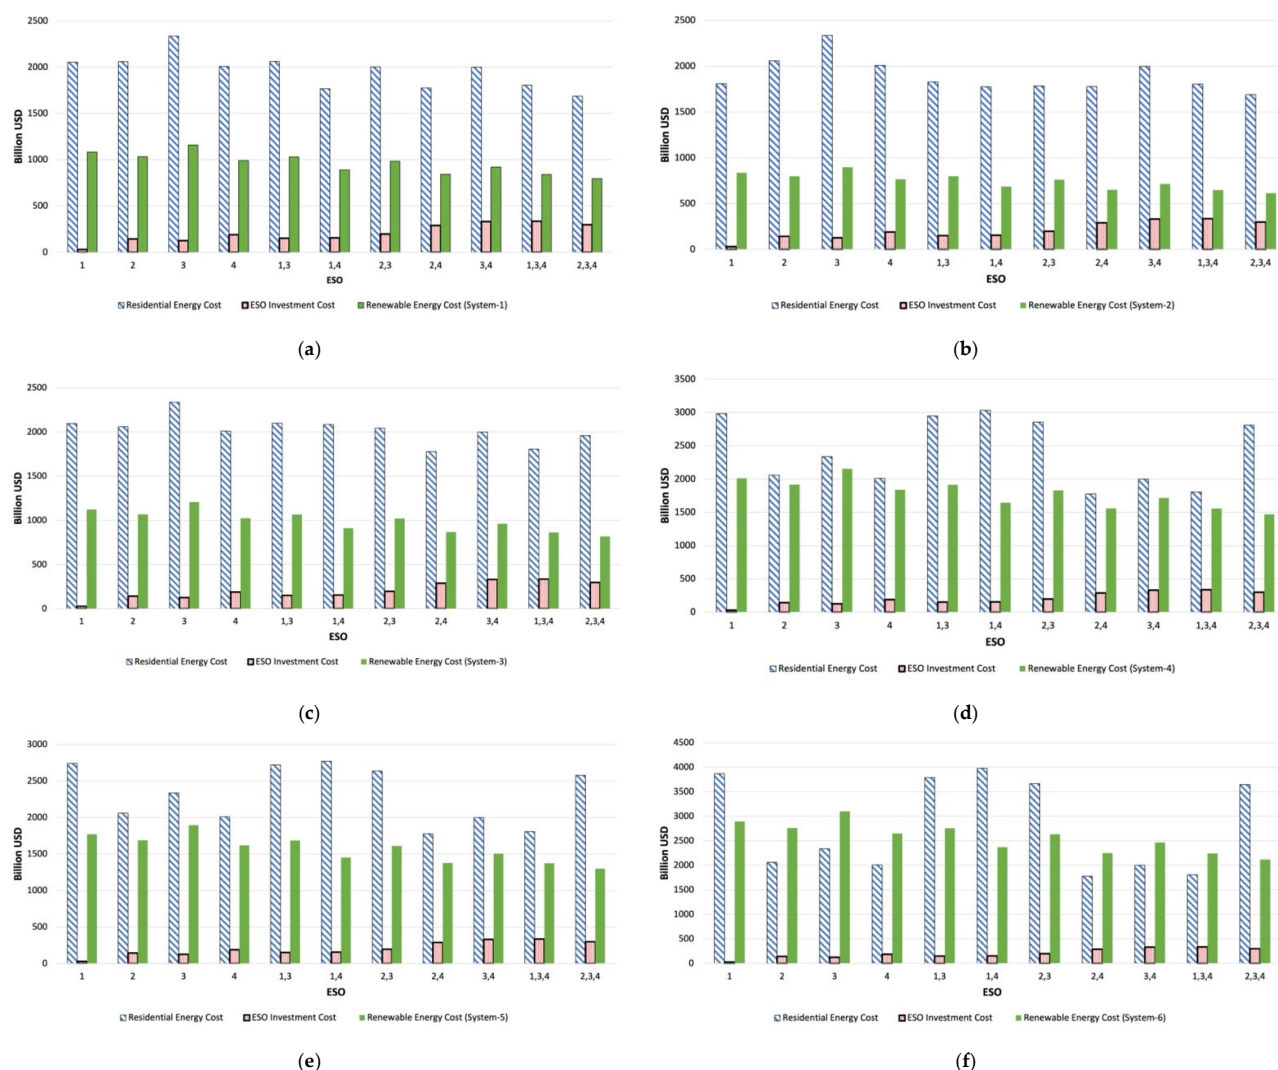 2500
2000
1500
1000
500
0
Billion USD
1 2 3 4 1,3 1,4 2,3 2,4 3,4 1,3,4 2,3,4
ESO
Residential Energy Cost ESO Investment Cost Renewable Energy Cost (System-1)
(a)
2500
2000
1500
1000
500
0
Billion USD
1 2 3 4 1,3 1,4 2,3 2,4 3,4 1,3,4 2,3,4
ESO
Residential Energy Cost ESO Investment Cost Renewable Energy Cost (System-2)
(b)
2500
2000
1500
1000
500
0
Billion USD
1 2 3 4 1,3 1,4 2,3 2,4 3,4 1,3,4 2,3,4
ESO
Residential Energy Cost ESO Investment Cost Renewable Energy Cost (System-3)
(c)
3500
3000
2500
2000
1500
1000
500
0
Billion USD
1 2 3 4 1,3 1,4 2,3 2,4 3,4 1,3,4 2,3,4
ESO
Residential Energy Cost ESO Investment Cost Renewable Energy Cost (System-4)
(d)
3000
2500
2000
1500
1000
500
0
Billion USD
1 2 3 4 1,3 1,4 2,3 2,4 3,4 1,3,4 2,3,4
ESO
Residential Energy Cost ESO Investment Cost Renewable Energy Cost (System-5)
(e)
4500
4000
3500
3000
2500
2000
1500
1000
500
0
Billion USD
1 2 3 4 1,3 1,4 2,3 2,4 3,4 1,3,4 2,3,4
ESO
Residential Energy Cost ESO Investment Cost Renewable Energy Cost (System-6)
(f)